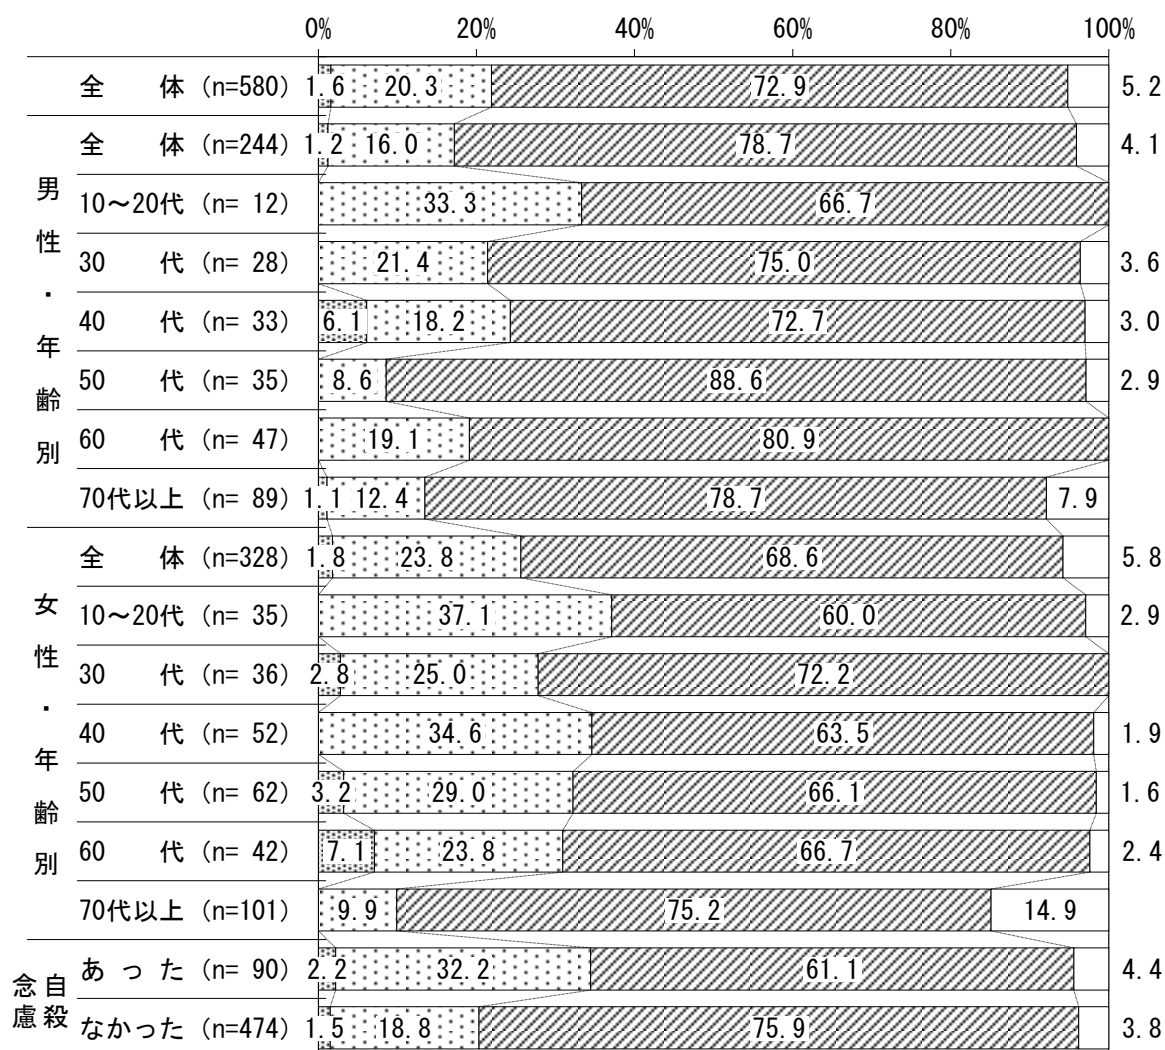 0% 20% 40% 60% 80% 100%
全 体 (n=580) 1.6 20.3 72.9 5.2
男性・年齢別
全 体 (n=244) 1.2 16.0 78.7 4.1
10～20代 (n= 12) 33.3 66.7
30 代 (n= 28) 21.4 75.0 3.6
40 代 (n= 33) 6.1 18.2 72.7 3.0
50 代 (n= 35) 8.6 88.6 2.9
60 代 (n= 47) 19.1 80.9
70代以上 (n= 89) 1.1 12.4 78.7 7.9
女性・年齢別
全 体 (n=328) 1.8 23.8 68.6 5.8
10～20代 (n= 35) 37.1 60.0 2.9
30 代 (n= 36) 2.8 25.0 72.2
40 代 (n= 52) 34.6 63.5 1.9
50 代 (n= 62) 3.2 29.0 66.1 1.6
60 代 (n= 42) 7.1 23.8 66.7 2.4
70代以上 (n=101) 9.9 75.2 14.9
自殺念慮
あ っ た (n= 90) 2.2 32.2 61.1 4.4
なかった (n=474) 1.5 18.8 75.9 3.8